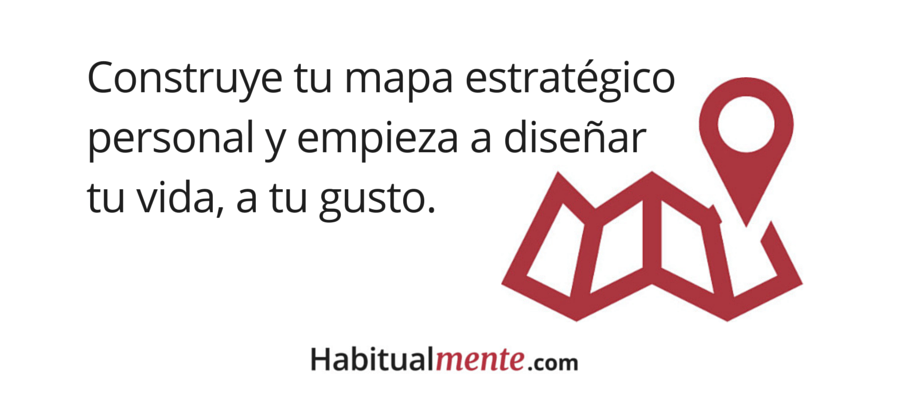 Construye tu mapa estratégico
personal y empieza a diseñar
tu vida, a tu gusto.
Habitualmente.com